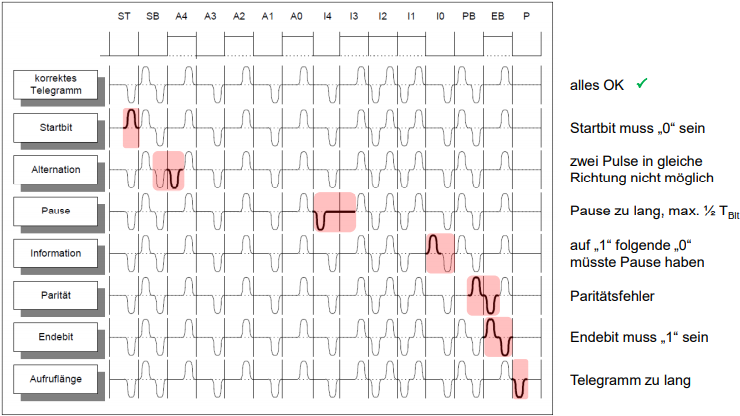 ST SB A4 A3 A2 A1 A0 I4 I3 I2 I1 I0 PB EB P
korrektes
Telegramm
alles OK ✓
Startbit
Startbit muss „0“ sein
Alternation
zwei Pulse in gleiche
Richtung nicht möglich
Pause
Pause zu lang, max. ½ TBit
Information
auf „1“ folgende „0“
müsste Pause haben
Parität
Paritätsfehler
Endebit
Endebit muss „1“ sein
Aufruflänge
Telegramm zu lang